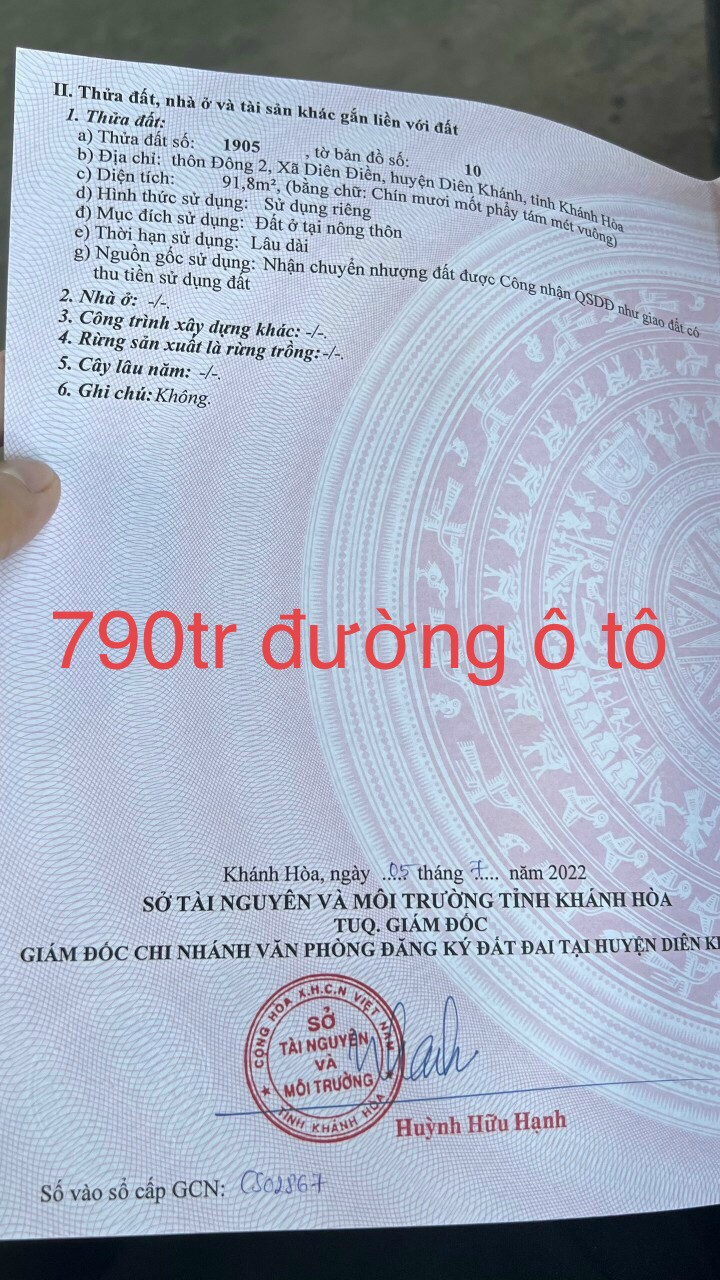 II. Thửa đất, nhà ở và tài sản khác gắn liền với đất
1. Thửa đất:
a) Thửa đất số: 1905 , tờ bản đồ số: 10
b) Địa chỉ: thôn Đông 2, Xã Diên Điền, huyện Diên Khánh, tỉnh Khánh Hòa
c) Diện tích: 91,8m², (bằng chữ: Chín mươi mốt phẩy tám mét vuông)
d) Hình thức sử dụng: Sử dụng riêng
đ) Mục đích sử dụng: Đất ở tại nông thôn
e) Thời hạn sử dụng: Lâu dài
g) Nguồn gốc sử dụng: Nhận chuyển nhượng đất được Công nhận QSDĐ như giao đất có
thu tiền sử dụng đất
2. Nhà ở: -/-.
3. Công trình xây dựng khác: -/-.
4. Rừng sản xuất là rừng trồng: -/-.
5. Cây lâu năm: -/-.
6. Ghi chú: Không.
790tr đường ô tô
Khánh Hòa, ngày ..05 tháng 7.... năm 2022
SỞ TÀI NGUYÊN VÀ MÔI TRƯỜNG TỈNH KHÁNH HÒA
TUQ. GIÁM ĐỐC
GIÁM ĐỐC CHI NHÁNH VĂN PHÒNG ĐĂNG KÝ ĐẤT ĐAI TẠI HUYỆN DIÊN KH
CỘNG HÒA X.H.C.N VIỆT NAM
SỞ
TÀI NGUYÊN
VÀ
MÔI TRƯỜNG
TỈNH KHÁNH HÒA
Huỳnh Hữu Hạnh
Số vào sổ cấp GCN: CS02867